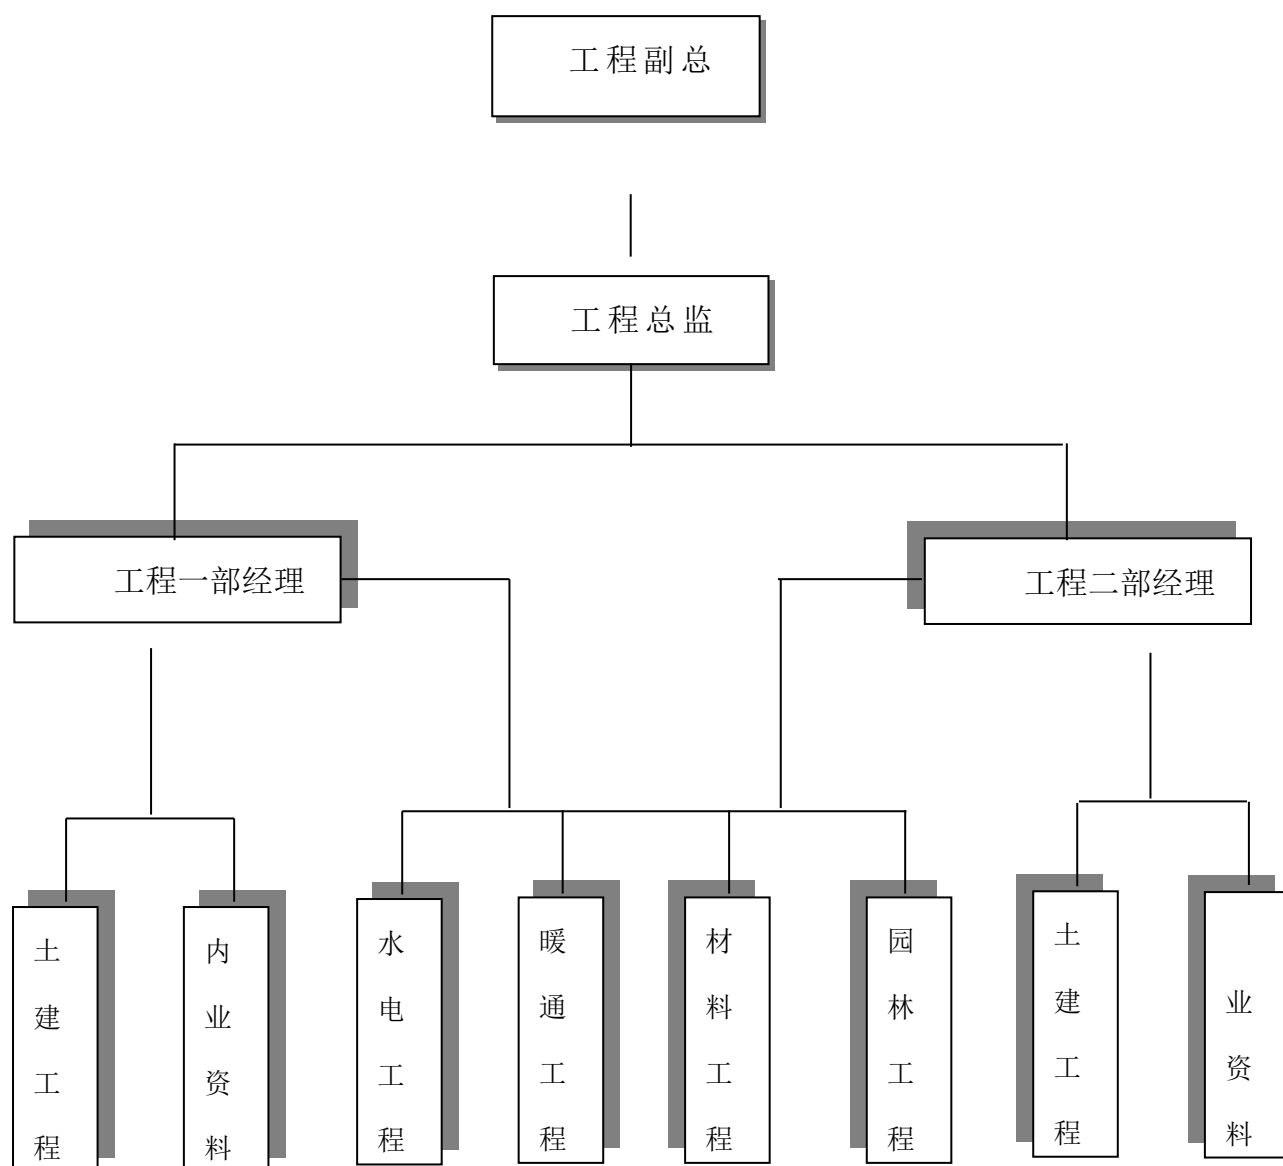 工程副总
工程总监
工程一部经理
工程二部经理
土建工程
内业资料
水电工程
暖通工程
材料工程
园林工程
土建工程
业资料